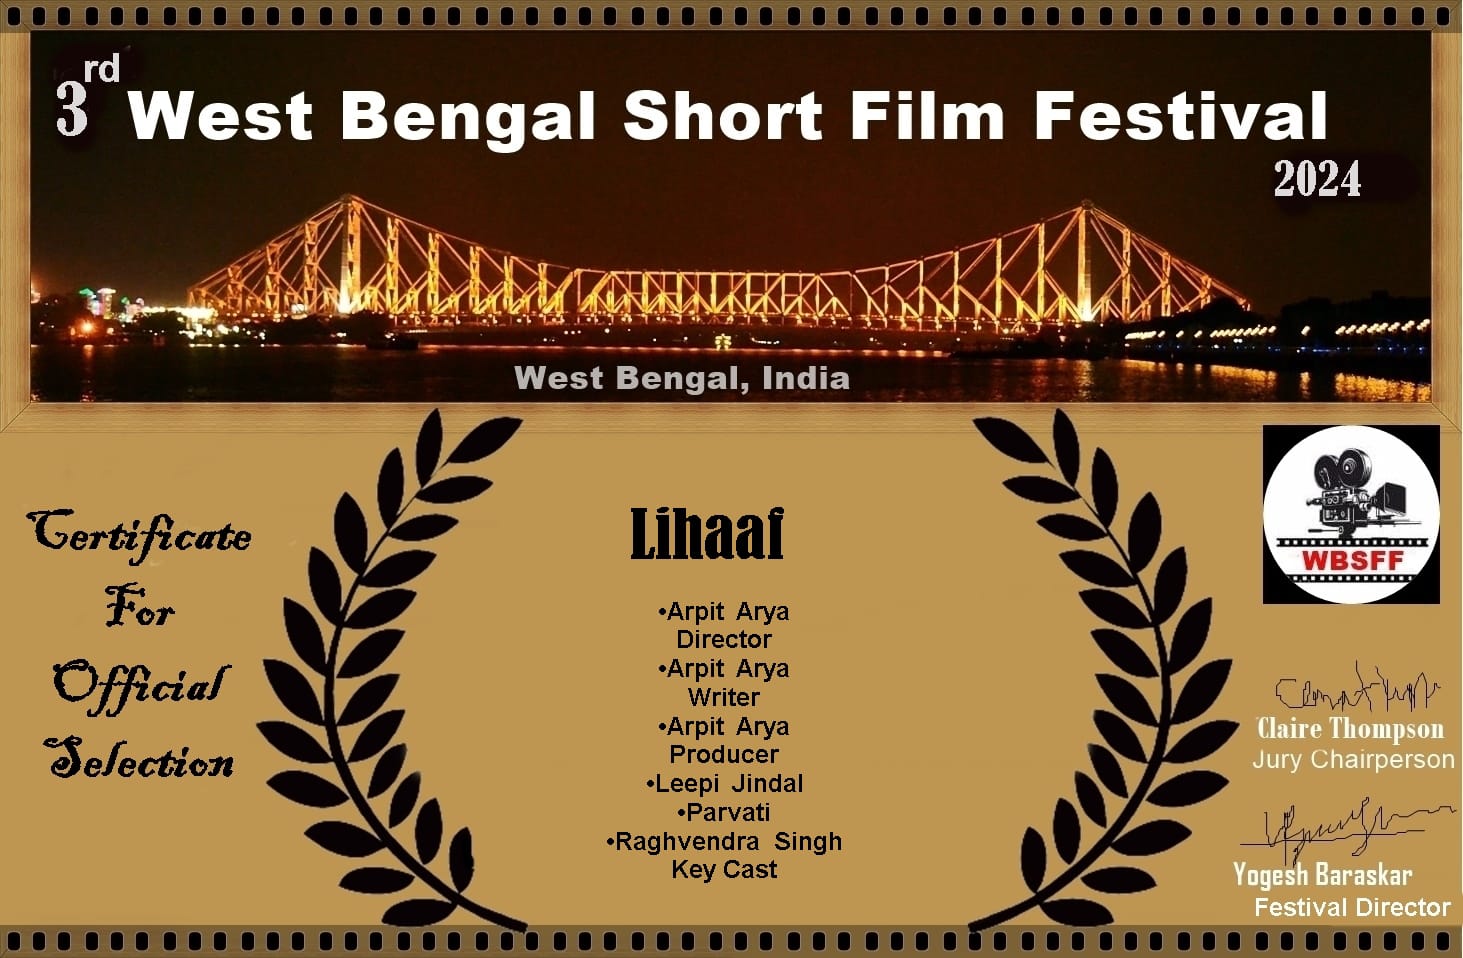 3rd West Bengal Short Film Festival
2024
West Bengal, India
Certificate
For
Official
Selection
Lihaaf
•Arpit Arya
Director
•Arpit Arya
Writer
•Arpit Arya
Producer
•Leepi Jindal
•Parvati
•Raghvendra Singh
Key Cast
WBSFF
Claire Thompson
Jury Chairperson
Yogesh Baraskar
Festival Director